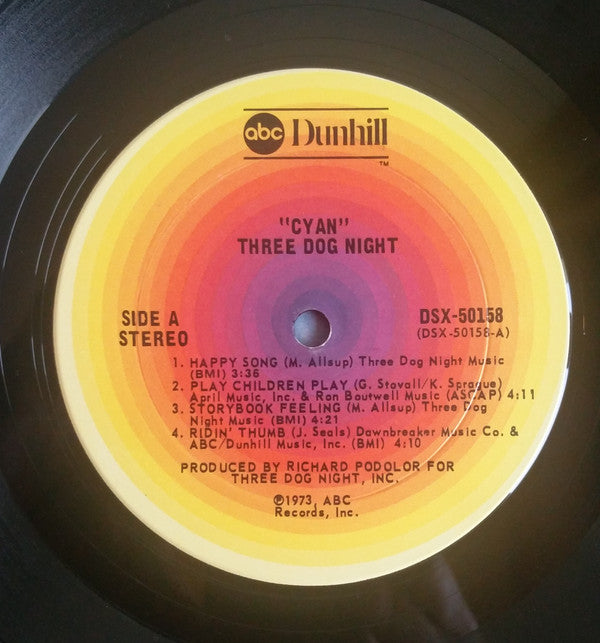 abc Dunhill
TM
"CYAN"
THREE DOG NIGHT
SIDE A
STEREO
DSX-50158
(DSX-50158-A)
1. HAPPY SONG (M. Allsup) Three Dog Night Music
(BMI) 3:36
2. PLAY CHILDREN PLAY (G. Stovall/K. Sprague)
April Music, Inc. & Ron Boutwell Music (ASCAP) 4:11
3. STORYBOOK FEELING (M. Allsup) Three Dog
Night Music (BMI) 4:21
4. RIDIN' THUMB (J. Seals) Dawnbreaker Music Co. &
ABC/Dunhill Music, Inc. (BMI) 4:10
PRODUCED BY RICHARD PODOLOR FOR
THREE DOG NIGHT, INC.
℗1973, ABC
Records, Inc.